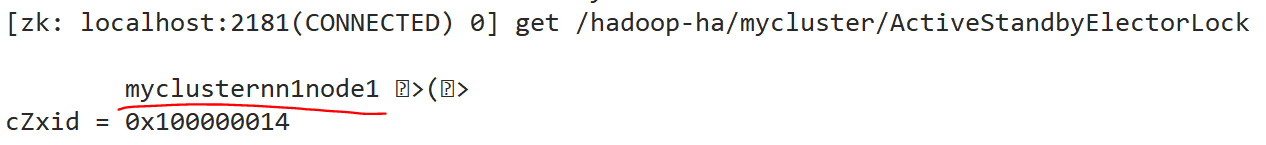 [zk: localhost:2181(CONNECTED) 0] get /hadoop-ha/mycluster/ActiveStandbyElectorLock
myclusternn1node1 �>(�>
cZxid = 0x100000014